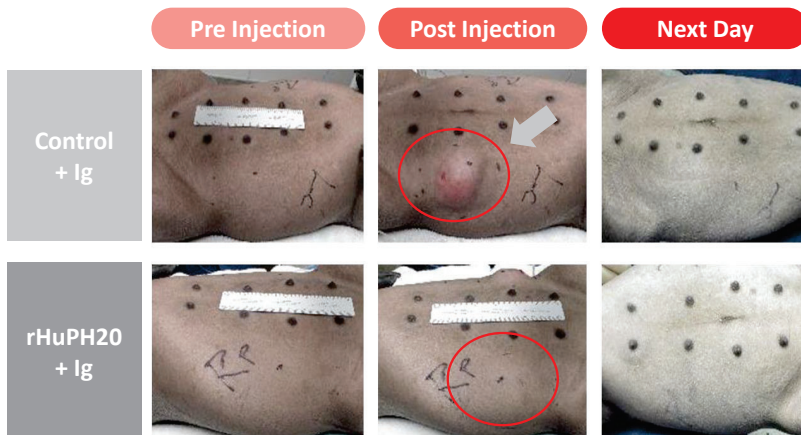 Pre Injection
Post Injection
Next Day
Control
+ Ig
rHuPH20
+ Ig